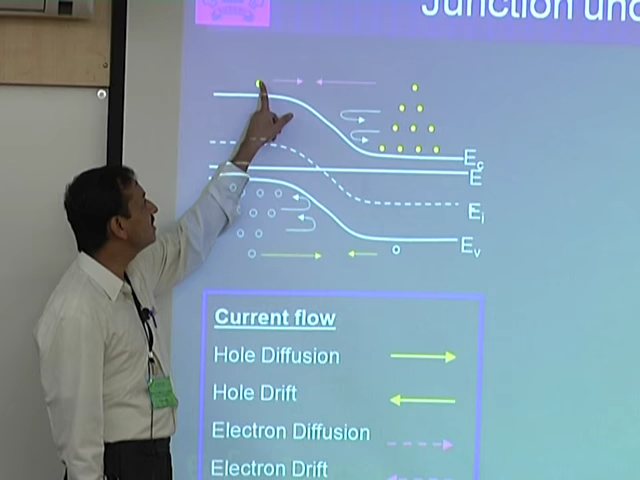 Junction und
Ec
E
Ei
Ev
Current flow
Hole Diffusion
Hole Drift
Electron Diffusion
Electron Drift